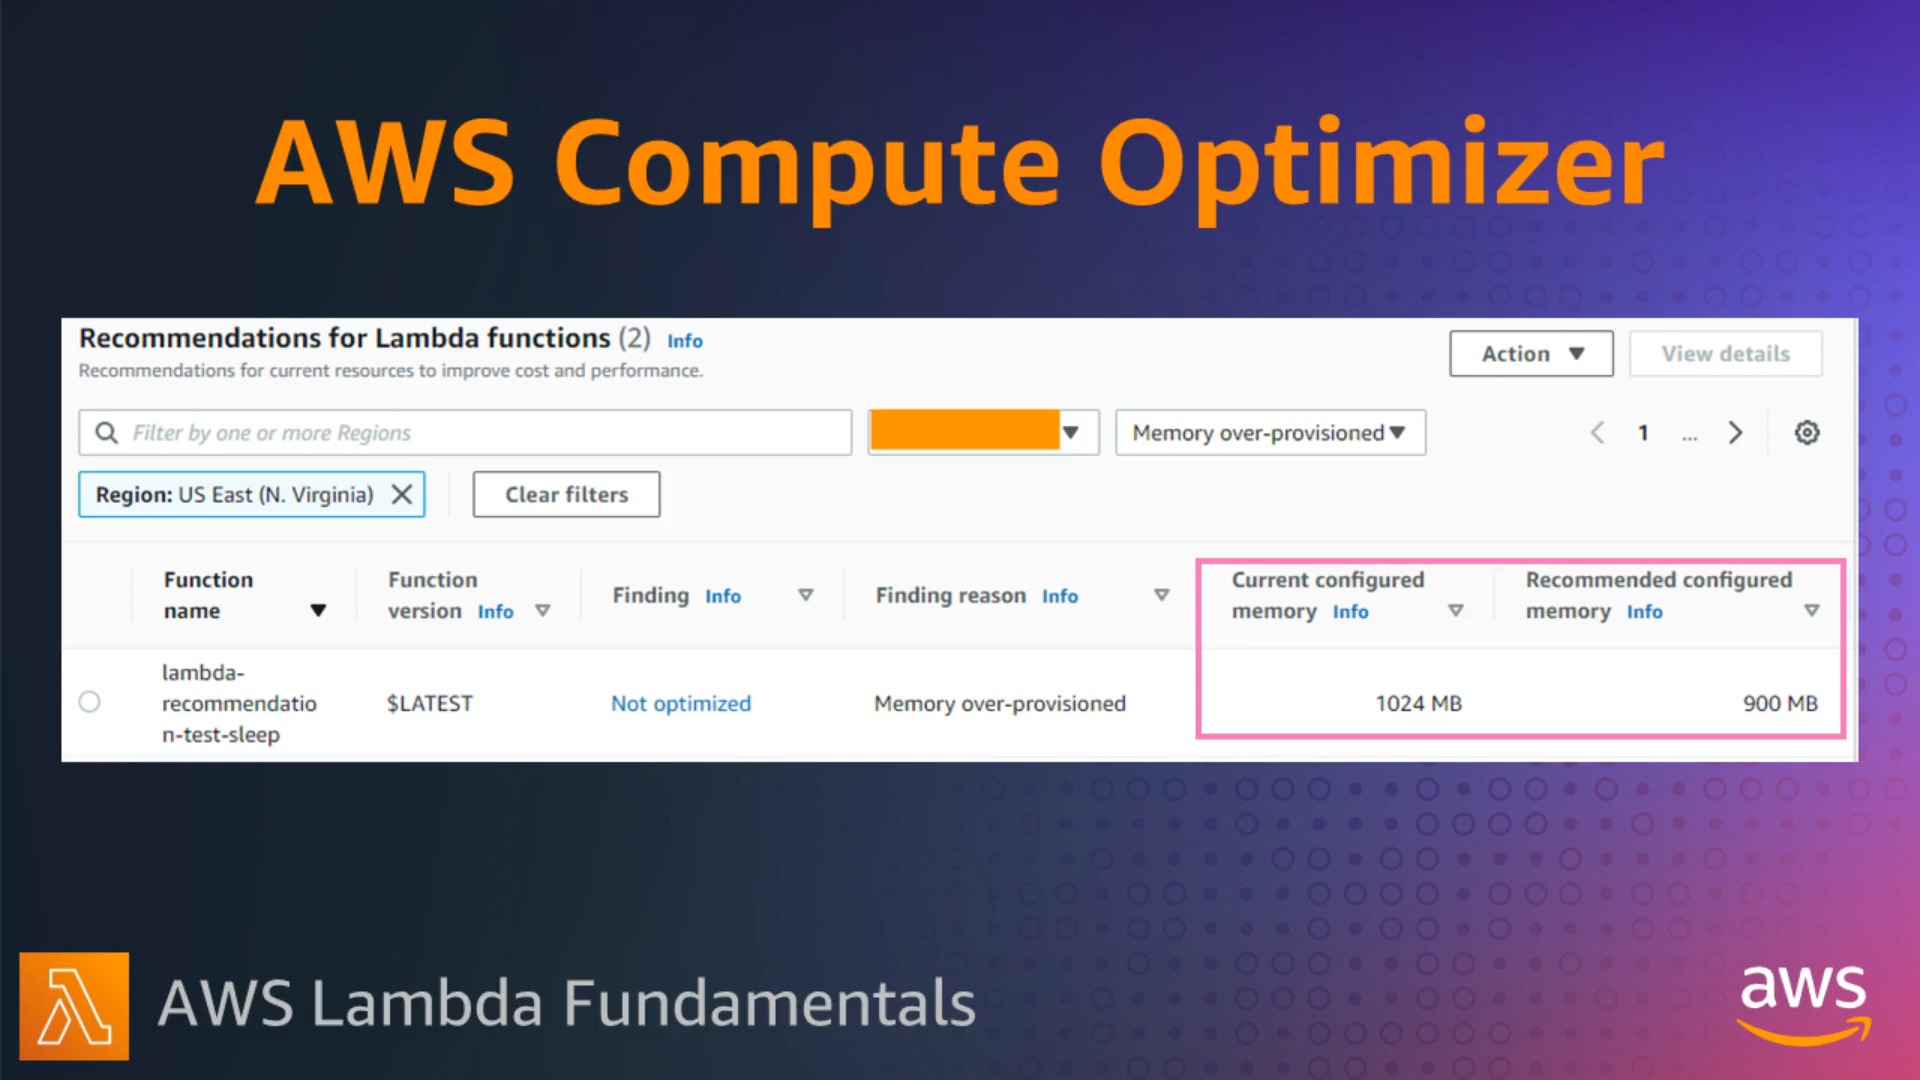 AWS Compute Optimizer
Recommendations for Lambda functions (2) Info
Recommendations for current resources to improve cost and performance.
Action
View details
Filter by one or more Regions
Memory over-provisioned
1 ...
Region: US East (N. Virginia)
Clear filters
Function name
Function version Info
Finding Info
Finding reason Info
Current configured memory Info
Recommended configured memory Info
lambda-
recommendatio
n-test-sleep
$LATEST
Not optimized
Memory over-provisioned
1024 MB
900 MB
AWS Lambda Fundamentals
aws